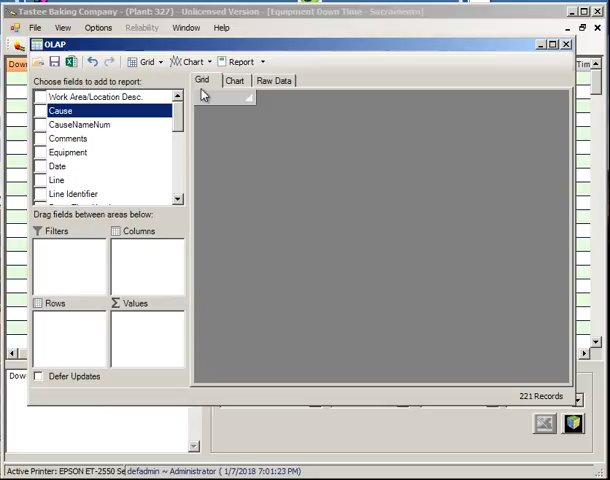 Tastee Baking Company - (Plant: 327) - Unlicensed Version - [Equipment Down Time - Sacramento]
File View Options Reliability Window
OLAP
Dow
Time
Grid Chart Report
Choose fields to add to report:
Grid Chart Raw Data
Work Area/Location Desc.
Cause
CauseNameNum
Comments
Equipment
Date
Line
Line Identifier
Drag fields between areas below:
Filters Columns
Rows Σ Values
Dow
Defer Updates
221 Records
Active Printer: EPSON ET-2550 Se defadmin ~ Administrator ( 1/7/2018 7:01:23 PM)